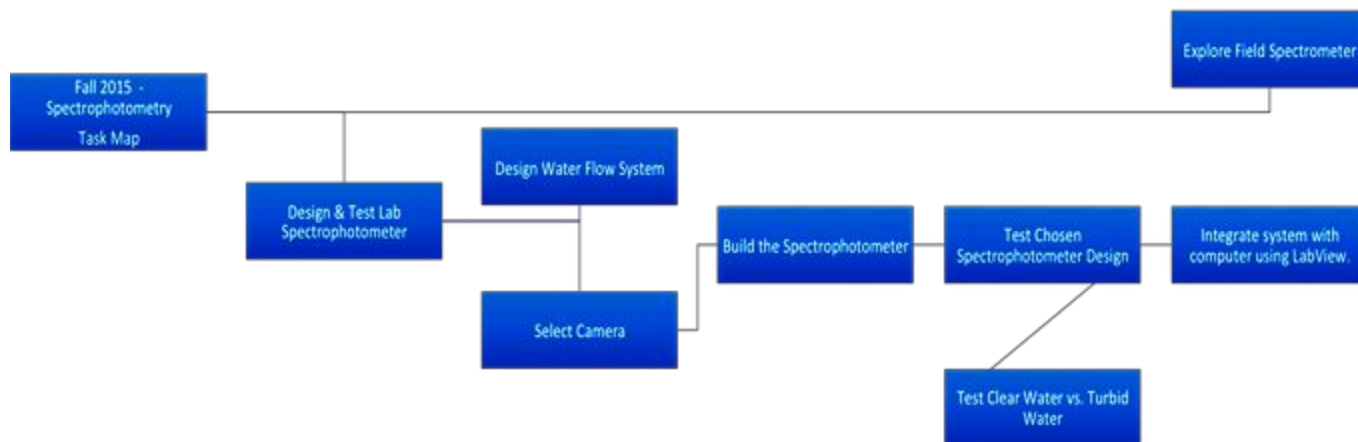 Explore Field Spectrometer
Fall 2015 -
Spectrophotometry
Task Map
Design Water Flow System
Design & Test Lab
Spectrophotometer
Build the Spectrophotometer
Test Chosen
Spectrophotometer Design
Integrate system with
computer using LabView.
Select Camera
Test Clear Water vs. Turbid
Water